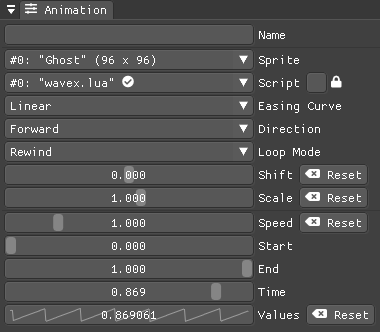 Animation
Name
#0: "Ghost" (96 x 96) Sprite
#0: "wavex.lua" Script
Linear Easing Curve
Forward Direction
Rewind Loop Mode
0.000 Shift Reset
1.000 Scale Reset
1.000 Speed Reset
0.000 Start
1.000 End
0.869 Time
0.869061 Values Reset